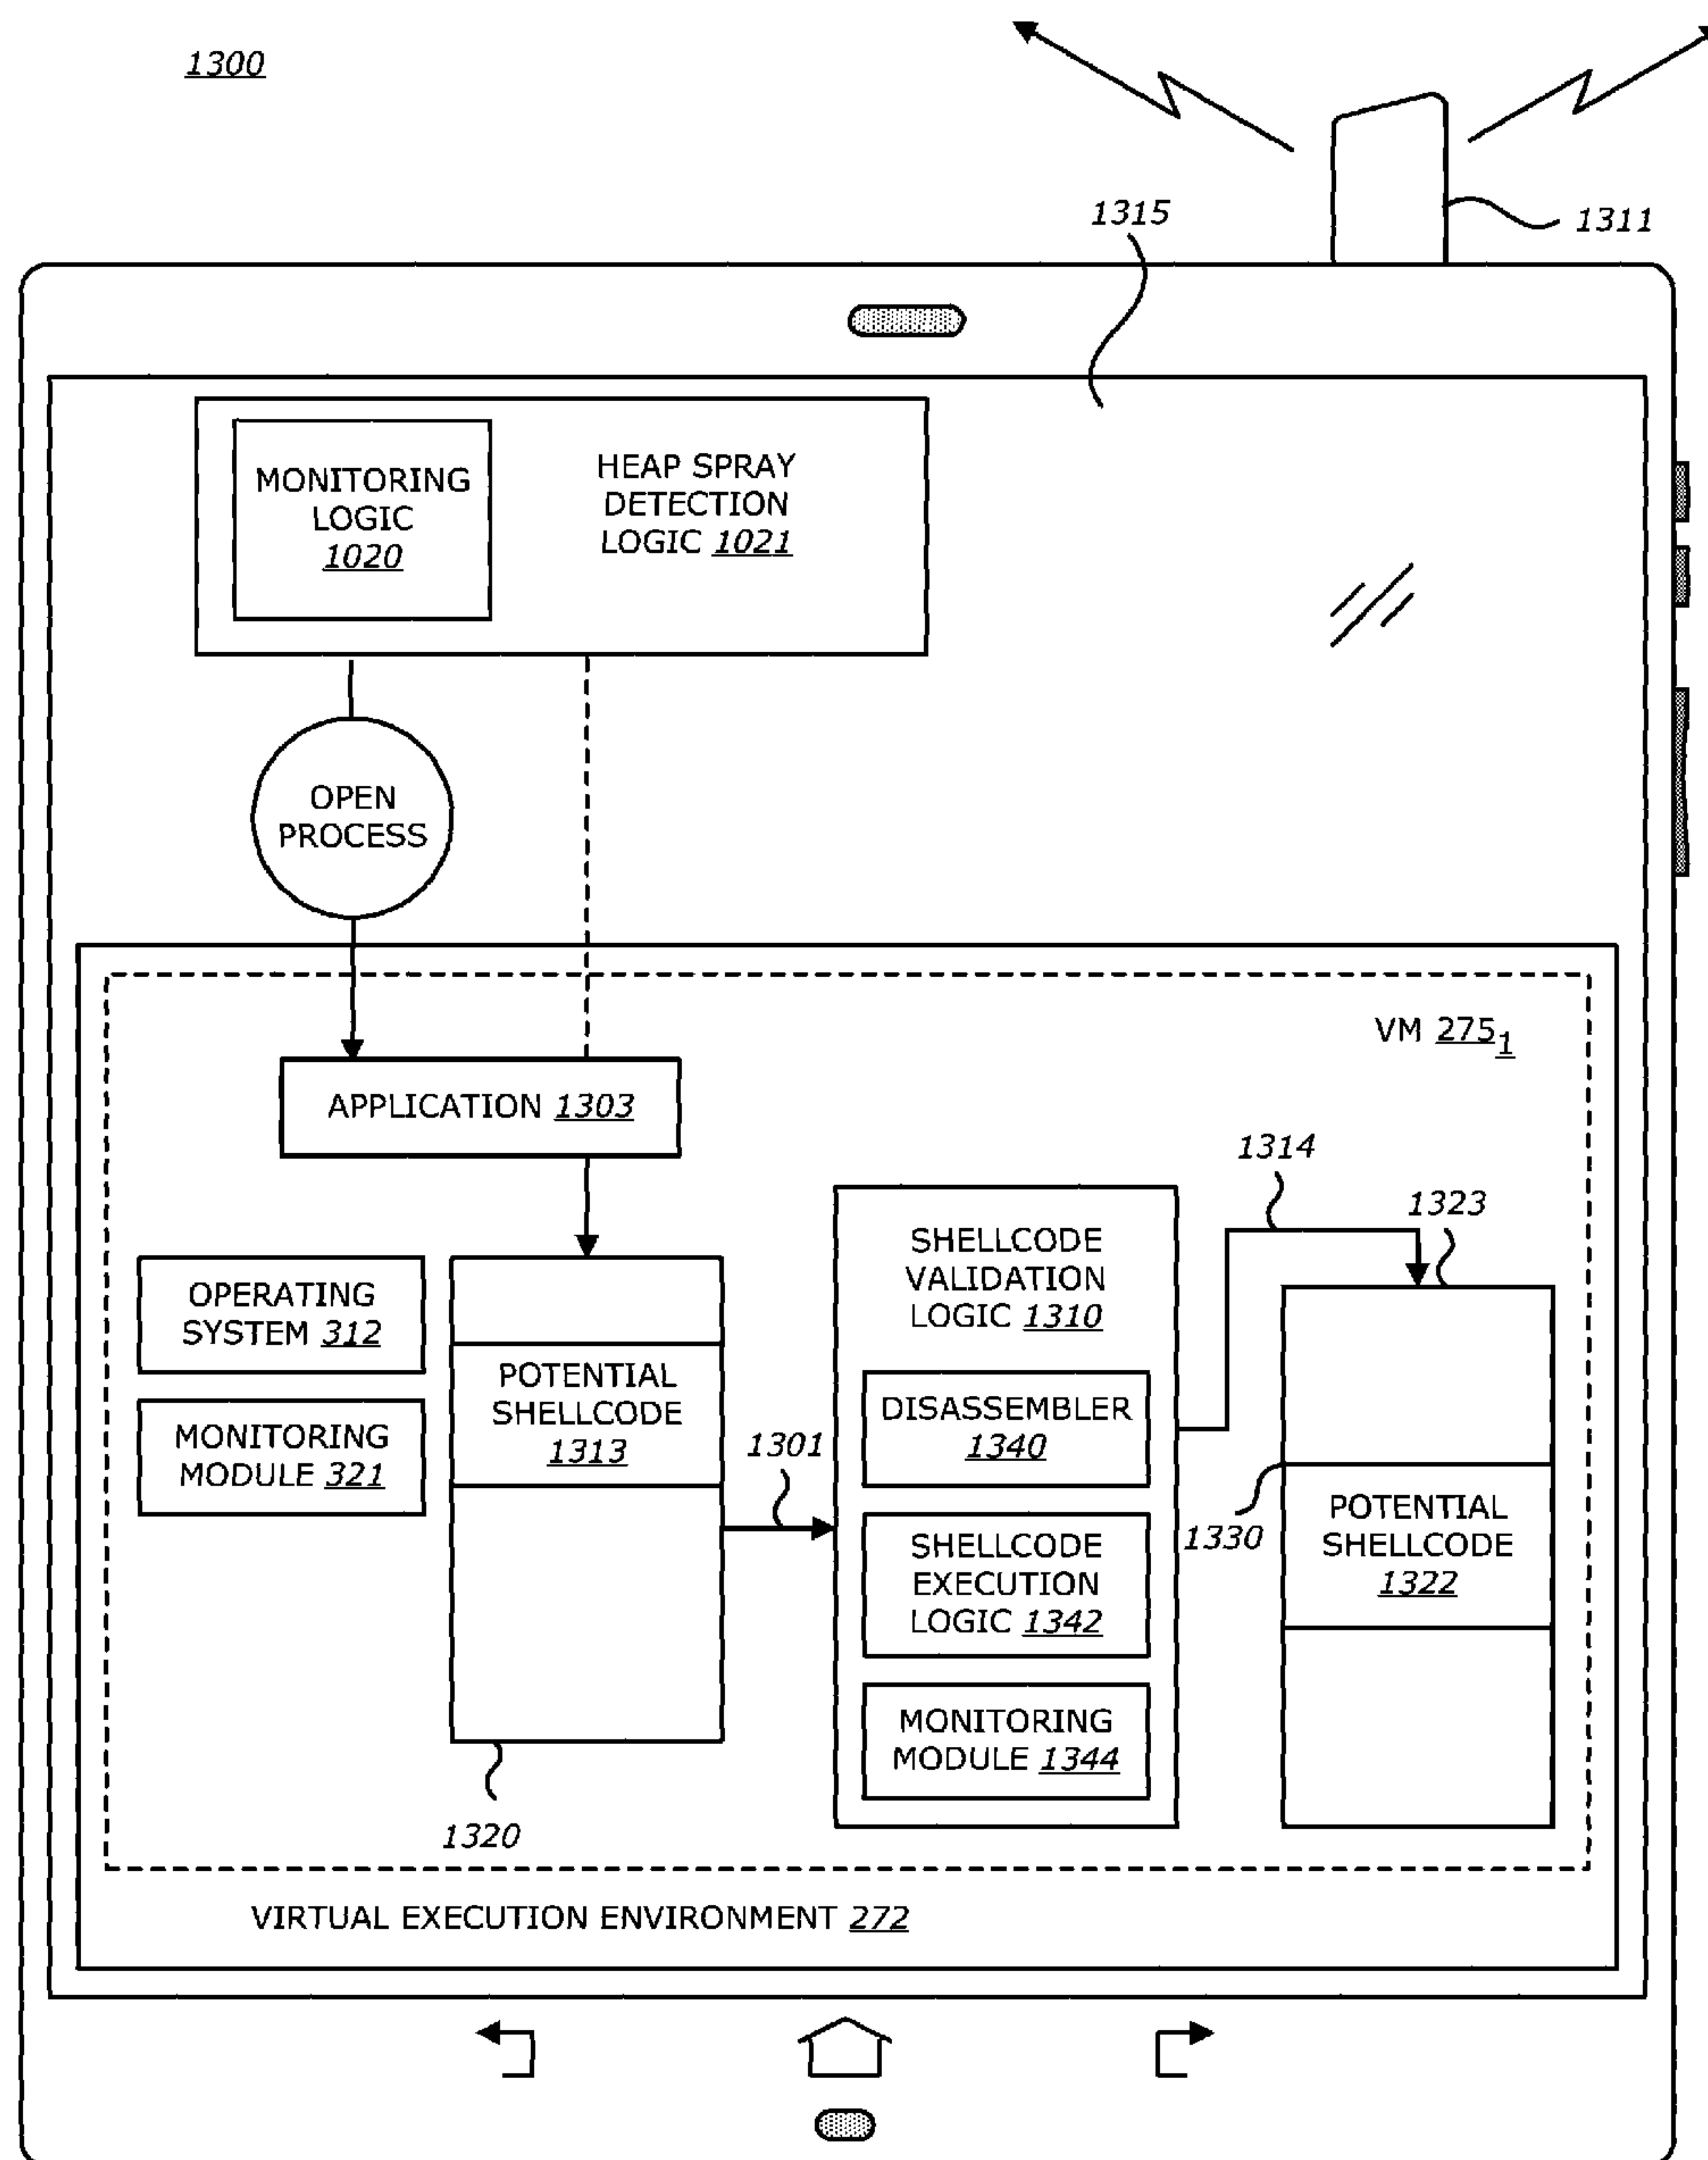 1300
1315
1311
MONITORING
LOGIC
1020
HEAP SPRAY
DETECTION
LOGIC 1021
OPEN
PROCESS
VM 275₁
APPLICATION 1303
1314
1323
OPERATING
SYSTEM 312
MONITORING
MODULE 321
POTENTIAL
SHELLCODE
1313
1301
SHELLCODE
VALIDATION
LOGIC 1310
DISASSEMBLER
1340
SHELLCODE
EXECUTION
LOGIC 1342
MONITORING
MODULE 1344
1330
POTENTIAL
SHELLCODE
1322
1320
VIRTUAL EXECUTION ENVIRONMENT 272